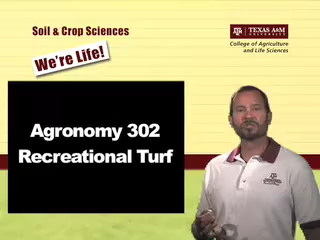 Soil & Crop Sciences
We're Life!
TEXAS A&M
UNIVERSITY
College of Agriculture
and Life Sciences
Agronomy 302
Recreational Turf